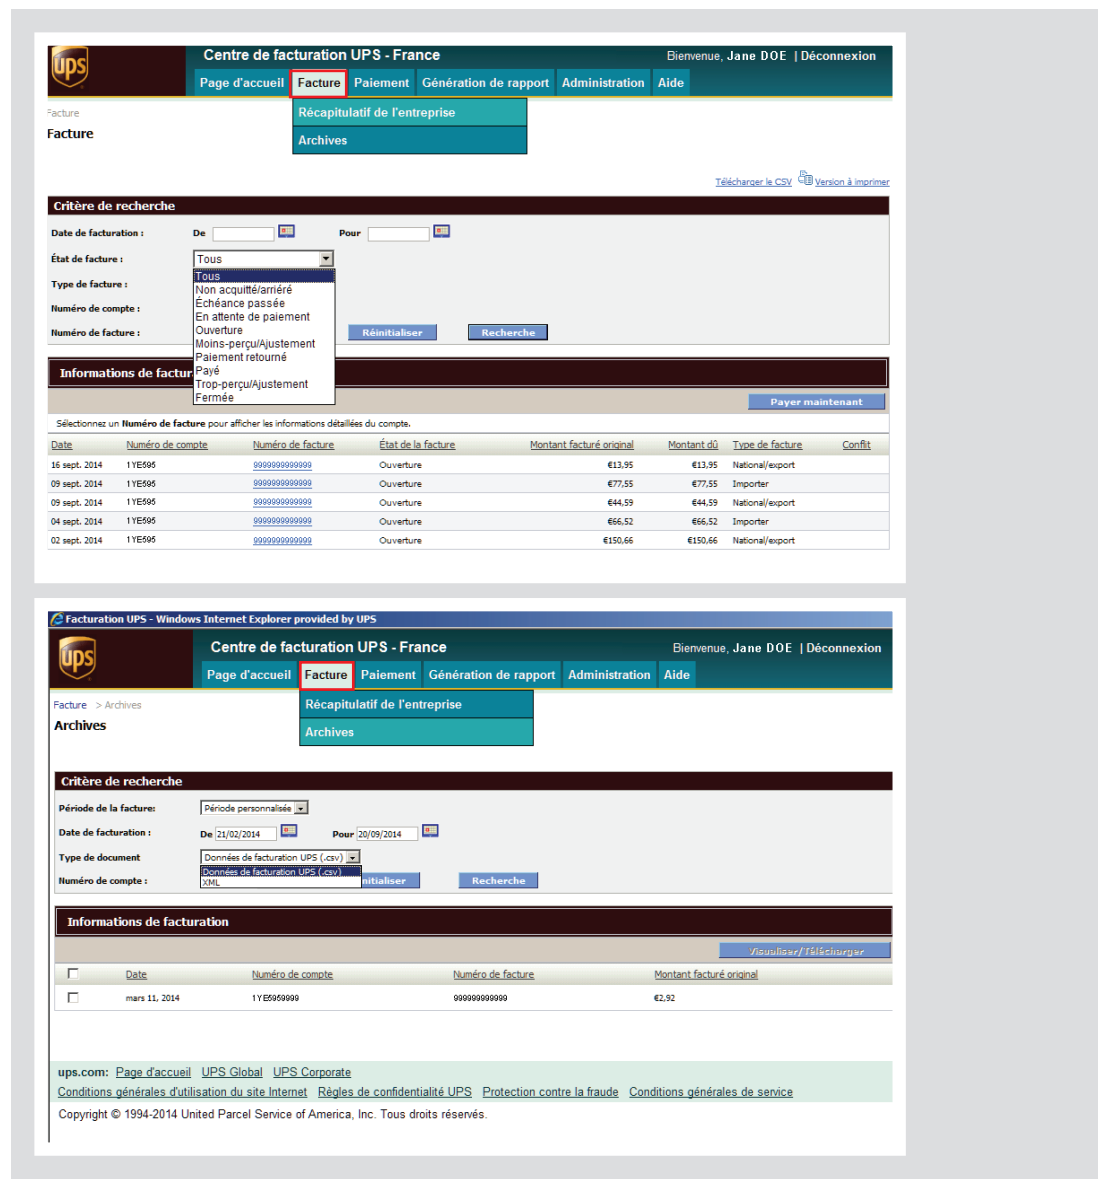 ups
Centre de facturation UPS - France
Bienvenue, Jane DOE | Déconnexion
Page d'accueil Facture Paiement Génération de rapport Administration Aide
Récapitulatif de l'entreprise
Archives
Facture
Facture
Télécharger le CSV Version à imprimer
Critère de recherche
Date de facturation : De Pour
État de facture : Tous
Type de facture :
Numéro de compte :
Numéro de facture :
Tous
Non acquitté/arriéré
Échéance passée
En attente de paiement
Ouverture
Moins-perçu/Ajustement
Paiement retourné
Payé
Trop-perçu/Ajustement
Fermée
Réinitialiser Recherche
Informations de factur
Payer maintenant
Sélectionnez un Numéro de facture pour afficher les informations détaillées du compte.
Date Numéro de compte Numéro de facture État de la facture Montant facturé original Montant dû Type de facture Conflit
16 sept. 2014 1YE595 9999999999999 Ouverture €13,95 €13,95 National/export
09 sept. 2014 1YE595 9999999999999 Ouverture €77,55 €77,55 Importer
09 sept. 2014 1YE595 9999999999999 Ouverture €44,59 €44,59 National/export
04 sept. 2014 1YE595 9999999999999 Ouverture €66,52 €66,52 Importer
02 sept. 2014 1YE595 9999999999999 Ouverture €150,66 €150,66 National/export
Facturation UPS - Windows Internet Explorer provided by UPS
ups
Centre de facturation UPS - France
Bienvenue, Jane DOE | Déconnexion
Page d'accueil Facture Paiement Génération de rapport Administration Aide
Récapitulatif de l'entreprise
Archives
Facture > Archives
Archives
Critère de recherche
Période de la facture: Période personnalisée
Date de facturation : De 21/02/2014 Pour 20/09/2014
Type de document Données de facturation UPS (.csv)
Données de facturation UPS (.csv)
XML
Numéro de compte : nitialiser Recherche
Informations de facturation
Visualiser/Télécharger
Date Numéro de compte Numéro de facture Montant facturé original
mars 11, 2014 1YE5959999 999999999999 €2,92
ups.com: Page d'accueil UPS Global UPS Corporate
Conditions générales d'utilisation du site Internet Règles de confidentialité UPS Protection contre la fraude Conditions générales de service
Copyright © 1994-2014 United Parcel Service of America, Inc. Tous droits réservés.